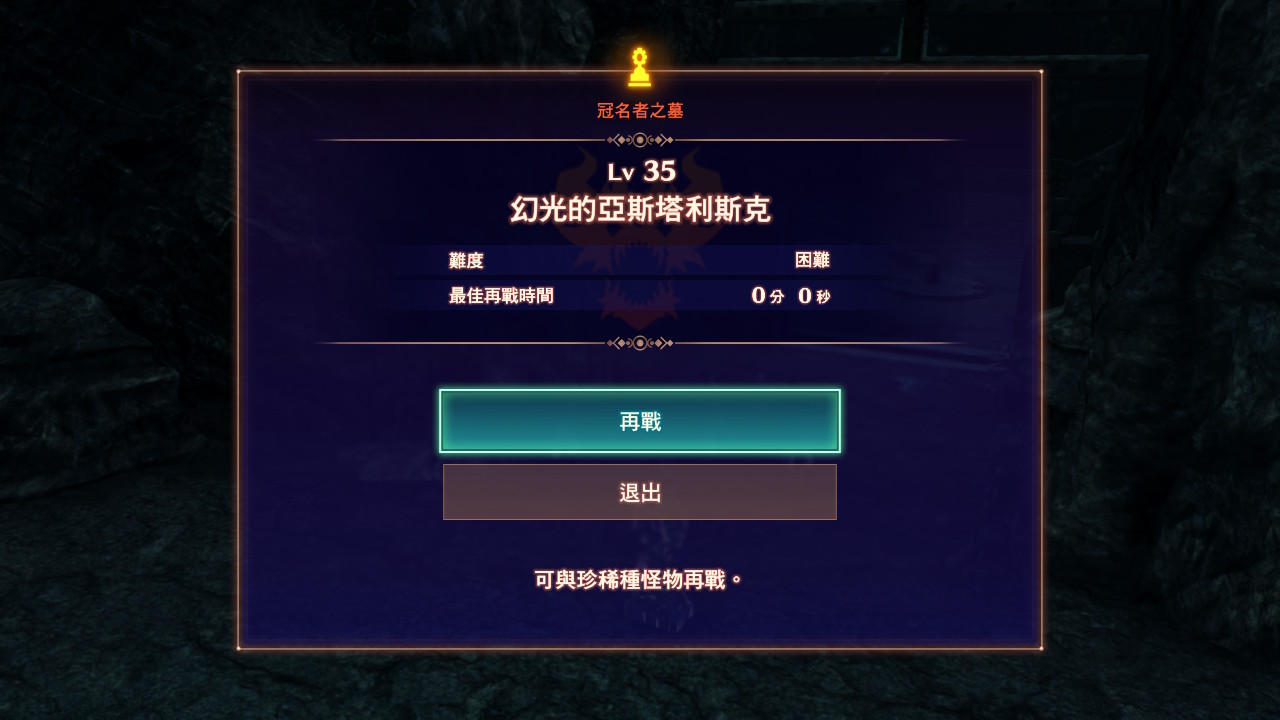 冠名者之墓
Lv 35
幻光的亞斯塔利斯克
難度 困難
最佳再戰時間 0分 0秒
再戰
退出
可與珍稀種怪物再戰。